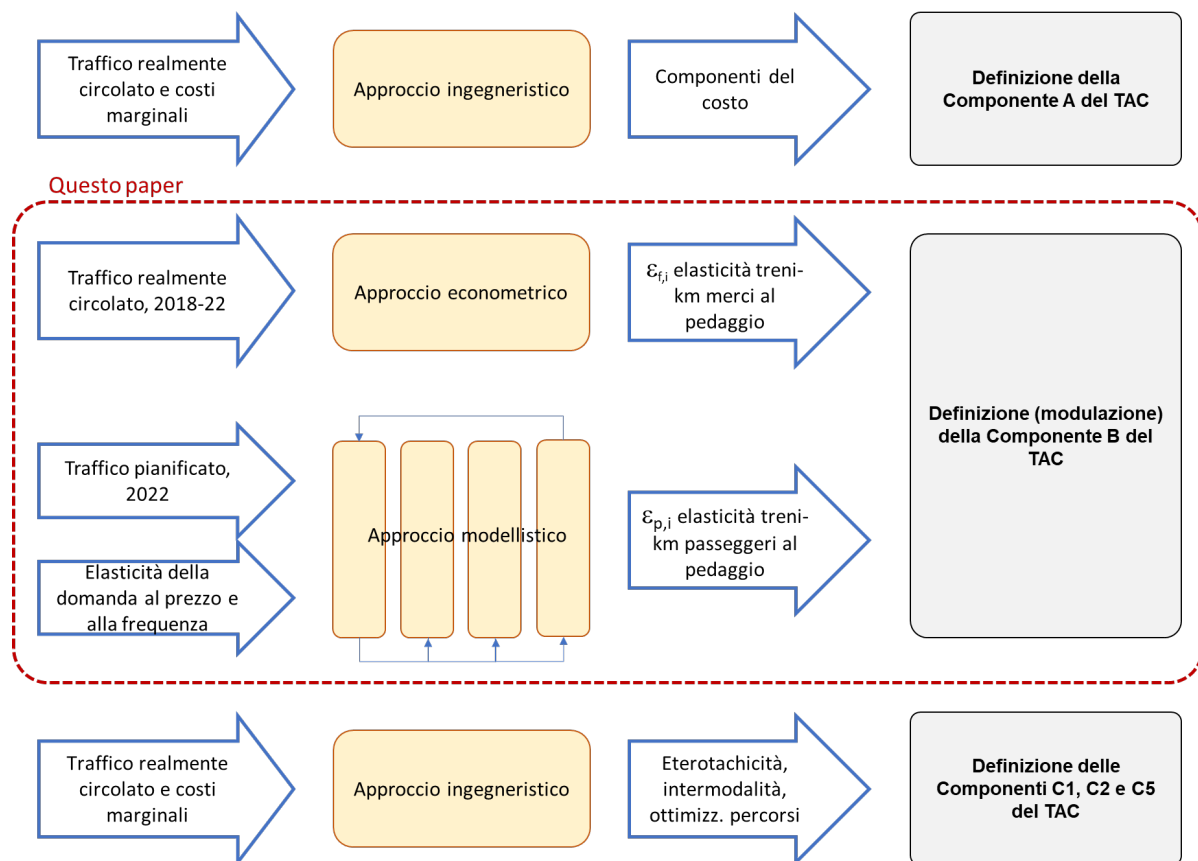 Traffico realmente
circolato e costi
marginali
Approccio ingegneristico
Componenti del
costo
Definizione della
Componente A del TAC
Questo paper
Traffico realmente
circolato, 2018-22
Approccio econometrico
εf,i elasticità treni-
km merci al
pedaggio
Definizione (modulazione)
della Componente B del
TAC
Traffico pianificato,
2022
Elasticità della
domanda al prezzo e
alla frequenza
Approccio modellistico
εp,i elasticità treni-
km passeggeri al
pedaggio
Traffico realmente
circolato e costi
marginali
Approccio ingegneristico
Eterotachicità,
intermodalità,
ottimizz. percorsi
Definizione delle
Componenti C1, C2 e C5
del TAC